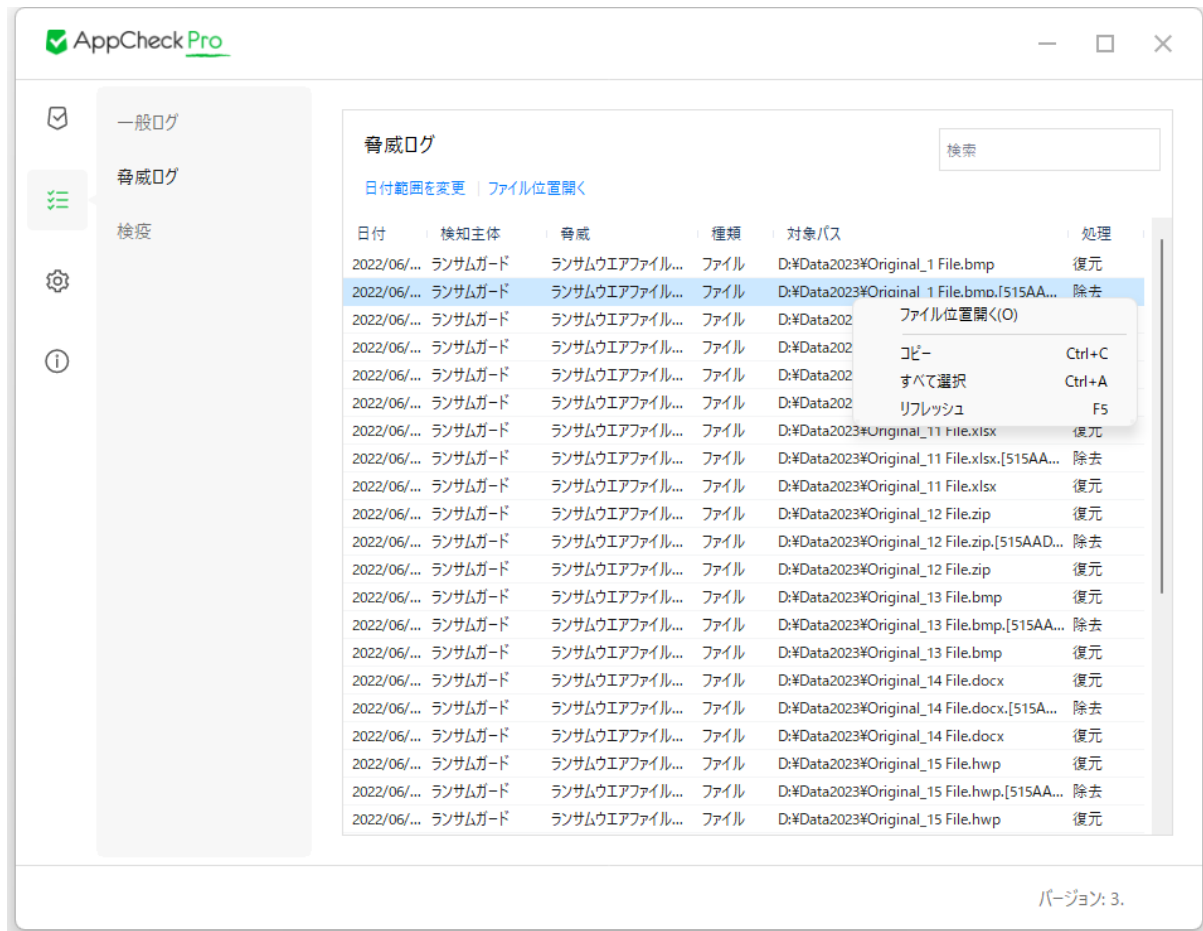 AppCheck Pro
一般ログ
脅威ログ
検疫
脅威ログ
検索
日付範囲を変更 | ファイル位置開く
日付 検知主体 脅威 種類 対象パス 処理
2022/06/... ランサムガード ランサムウエアファイル... ファイル D:¥Data2023¥Original_1 File.bmp 復元
2022/06/... ランサムガード ランサムウエアファイル... ファイル D:¥Data2023¥Original_1 File.bmp.[515AA... 除去
2022/06/... ランサムガード ランサムウエアファイル... ファイル D:¥Data202
2022/06/... ランサムガード ランサムウエアファイル... ファイル D:¥Data202
2022/06/... ランサムガード ランサムウエアファイル... ファイル D:¥Data202
2022/06/... ランサムガード ランサムウエアファイル... ファイル D:¥Data202
ファイル位置開く(O)
コピー Ctrl+C
すべて選択 Ctrl+A
リフレッシュ F5
2022/06/... ランサムガード ランサムウエアファイル... ファイル D:¥Data2023¥Original_11 File.xlsx 復元
2022/06/... ランサムガード ランサムウエアファイル... ファイル D:¥Data2023¥Original_11 File.xlsx.[515AA... 除去
2022/06/... ランサムガード ランサムウエアファイル... ファイル D:¥Data2023¥Original_11 File.xlsx 復元
2022/06/... ランサムガード ランサムウエアファイル... ファイル D:¥Data2023¥Original_12 File.zip 復元
2022/06/... ランサムガード ランサムウエアファイル... ファイル D:¥Data2023¥Original_12 File.zip.[515AAD... 除去
2022/06/... ランサムガード ランサムウエアファイル... ファイル D:¥Data2023¥Original_12 File.zip 復元
2022/06/... ランサムガード ランサムウエアファイル... ファイル D:¥Data2023¥Original_13 File.bmp 復元
2022/06/... ランサムガード ランサムウエアファイル... ファイル D:¥Data2023¥Original_13 File.bmp.[515AA... 除去
2022/06/... ランサムガード ランサムウエアファイル... ファイル D:¥Data2023¥Original_13 File.bmp 復元
2022/06/... ランサムガード ランサムウエアファイル... ファイル D:¥Data2023¥Original_14 File.docx 復元
2022/06/... ランサムガード ランサムウエアファイル... ファイル D:¥Data2023¥Original_14 File.docx.[515A... 除去
2022/06/... ランサムガード ランサムウエアファイル... ファイル D:¥Data2023¥Original_14 File.docx 復元
2022/06/... ランサムガード ランサムウエアファイル... ファイル D:¥Data2023¥Original_15 File.hwp 復元
2022/06/... ランサムガード ランサムウエアファイル... ファイル D:¥Data2023¥Original_15 File.hwp.[515AA... 除去
2022/06/... ランサムガード ランサムウエアファイル... ファイル D:¥Data2023¥Original_15 File.hwp 復元
バージョン: 3.